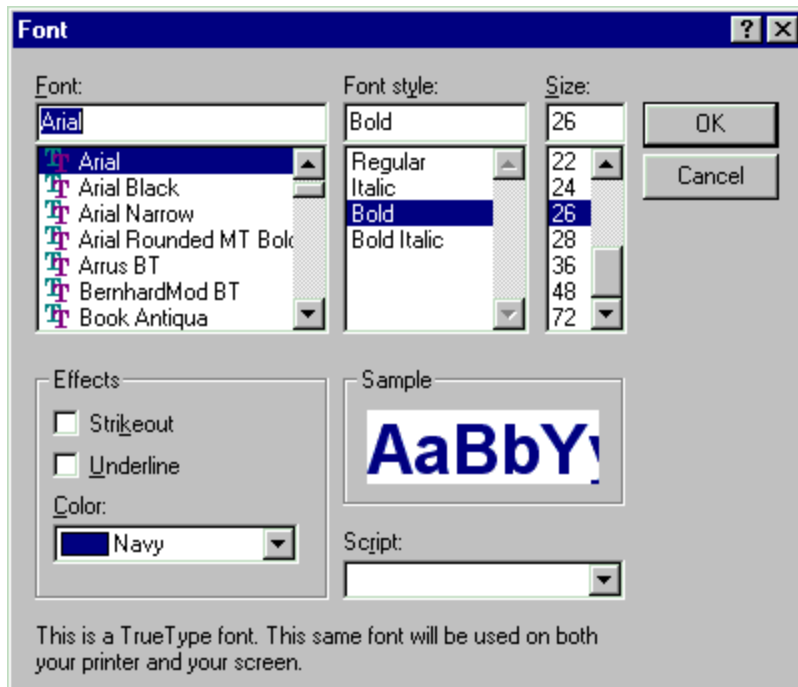 Font
Font:
Arial
Arial
Arial Black
Arial Narrow
Arial Rounded MT Bold
Arrus BT
BernhardMod BT
Book Antiqua
Font style:
Bold
Regular
Italic
Bold
Bold Italic
Size:
26
22
24
26
28
36
48
72
OK
Cancel
Effects
Strikeout
Underline
Color:
Navy
Sample
AaBbYy
Script:
This is a TrueType font. This same font will be used on both
your printer and your screen.